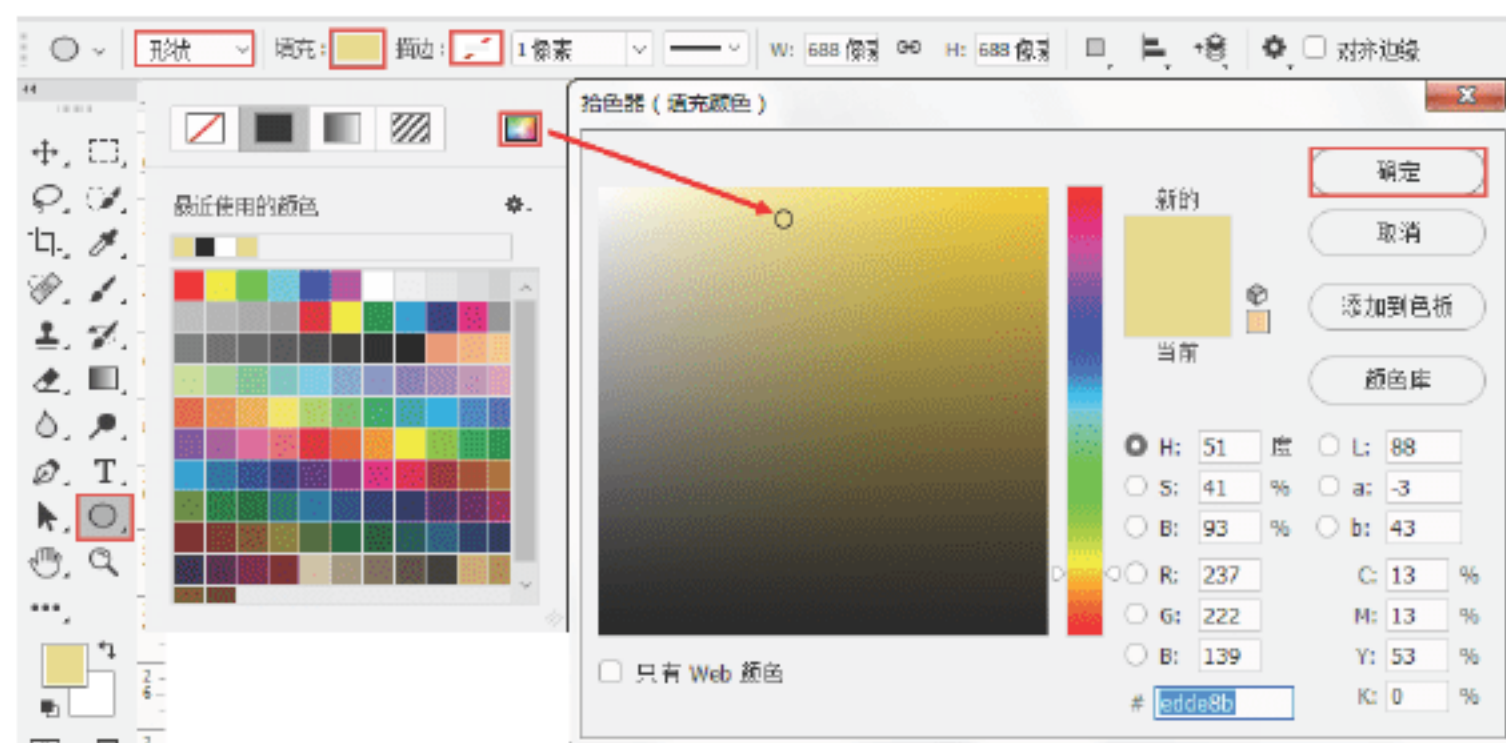 形状 填充: 描边: 1 像素 W: 688 像素 H: 688 像素 对齐边缘
拾色器 ( 填充颜色 )
最近使用的颜色
新的
当前
确定
取消
添加到色板
颜色库
H: 51 度 L: 88
S: 41 % a: -3
B: 93 % b: 43
R: 237 C: 13 %
G: 222 M: 13 %
B: 139 Y: 53 %
# edde8b K: 0 %
只有 Web 颜色
T
2
6